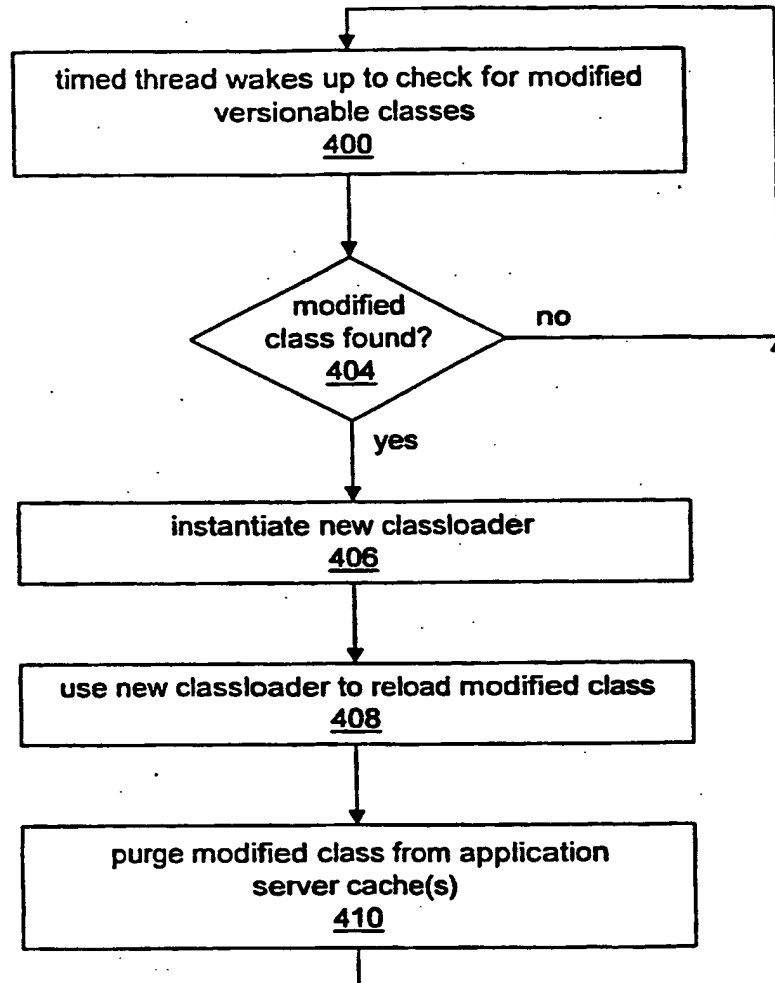 timed thread wakes up to check for modified
versionable classes
400
modified
class found?
404
no
yes
instantiate new classloader
406
use new classloader to reload modified class
408
purge modified class from application
server cache(s)
410